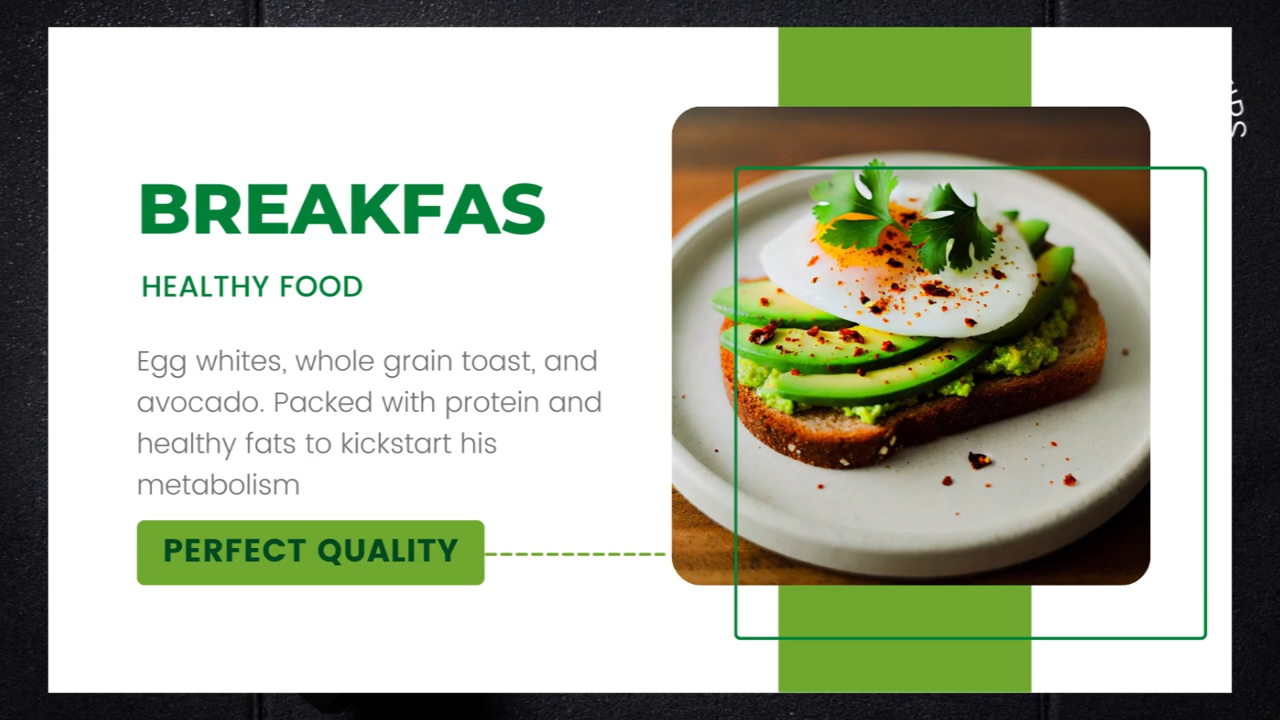 BREAKFAS
HEALTHY FOOD
Egg whites, whole grain toast, and
avocado. Packed with protein and
healthy fats to kickstart his
metabolism
PERFECT QUALITY